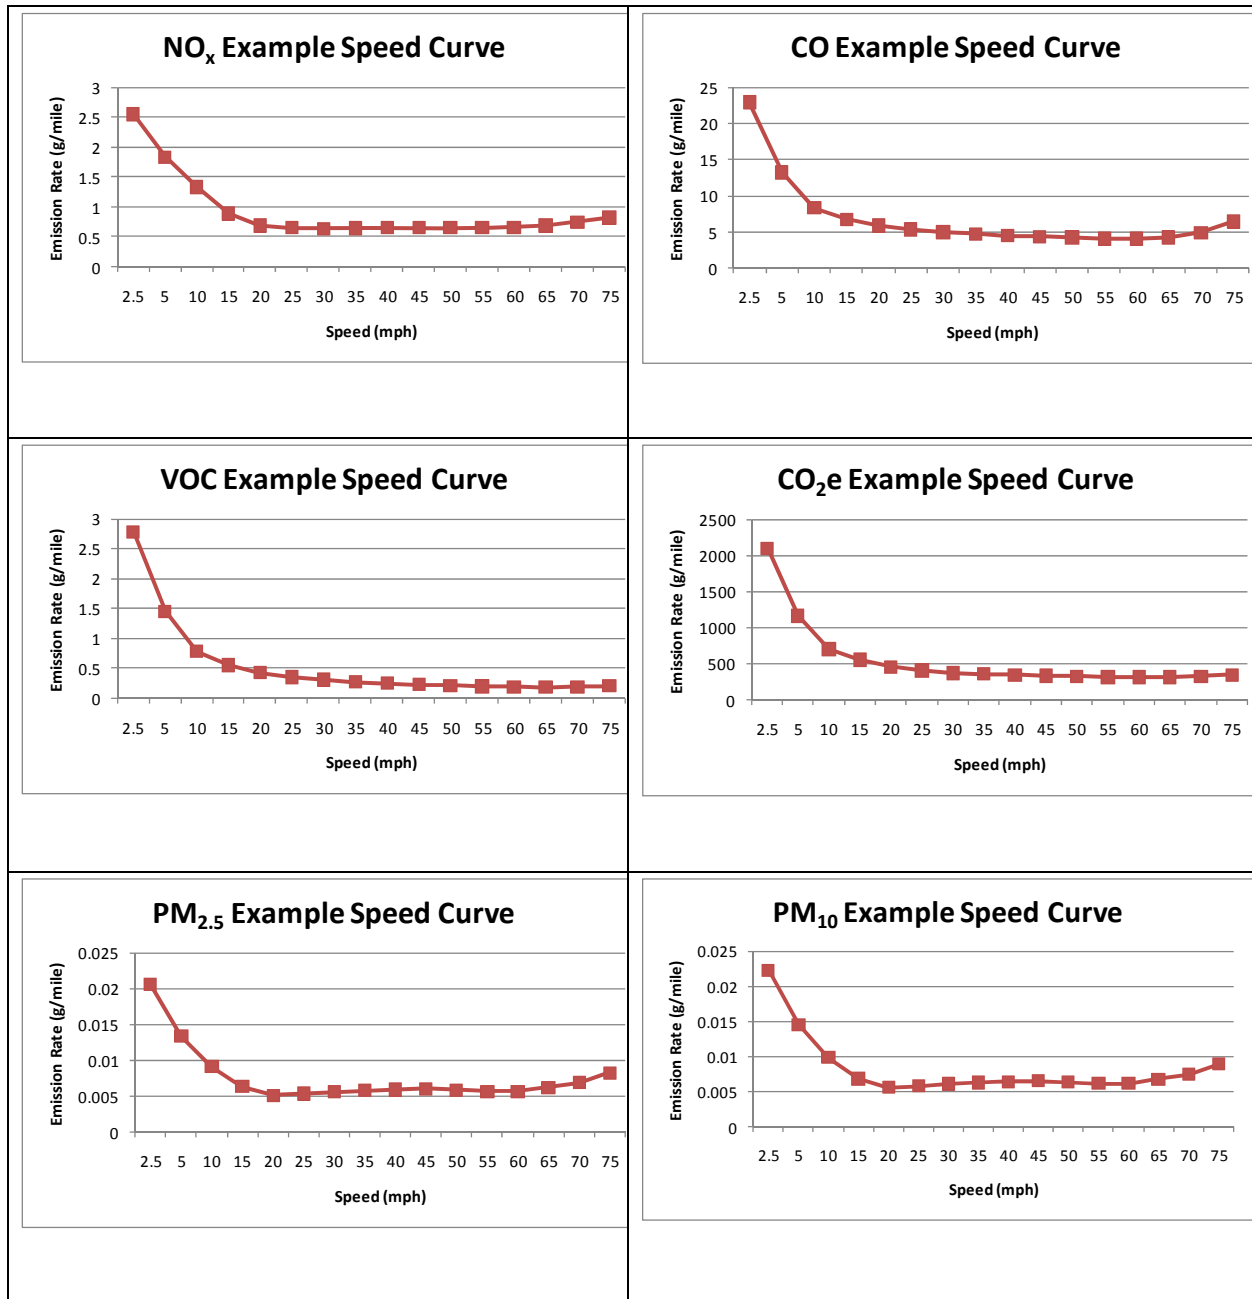 NOx Example Speed Curve
Emission Rate (g/mile)
3
2.5
2
1.5
1
0.5
0
2.5 5 10 15 20 25 30 35 40 45 50 55 60 65 70 75
Speed (mph)
CO Example Speed Curve
Emission Rate (g/mile)
25
20
15
10
5
0
2.5 5 10 15 20 25 30 35 40 45 50 55 60 65 70 75
Speed (mph)
VOC Example Speed Curve
Emission Rate (g/mile)
3
2.5
2
1.5
1
0.5
0
2.5 5 10 15 20 25 30 35 40 45 50 55 60 65 70 75
Speed (mph)
CO2e Example Speed Curve
Emission Rate (g/mile)
2500
2000
1500
1000
500
0
2.5 5 10 15 20 25 30 35 40 45 50 55 60 65 70 75
Speed (mph)
PM2.5 Example Speed Curve
Emission Rate (g/mile)
0.025
0.02
0.015
0.01
0.005
0
2.5 5 10 15 20 25 30 35 40 45 50 55 60 65 70 75
Speed (mph)
PM10 Example Speed Curve
Emission Rate (g/mile)
0.025
0.02
0.015
0.01
0.005
0
2.5 5 10 15 20 25 30 35 40 45 50 55 60 65 70 75
Speed (mph)